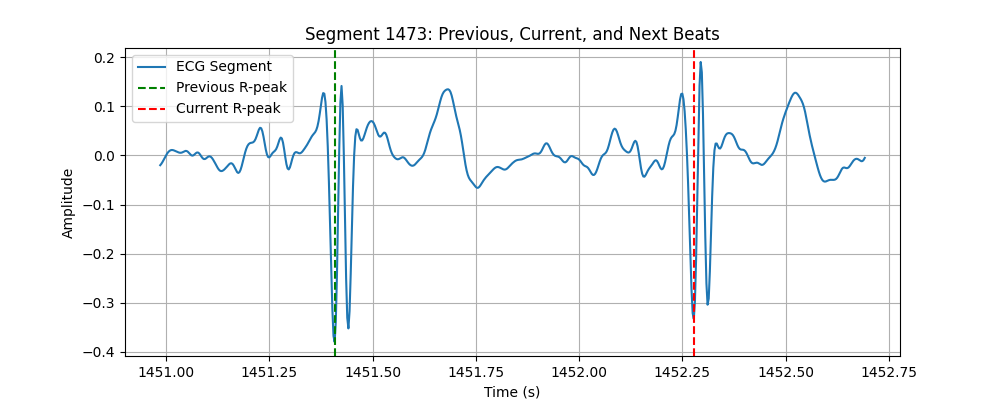 Segment 1473: Previous, Current, and Next Beats
ECG Segment
Previous R-peak
Current R-peak
0.2
0.1
0.0
−0.1
−0.2
−0.3
−0.4
Amplitude
1451.00 1451.25 1451.50 1451.75 1452.00 1452.25 1452.50 1452.75
Time (s)